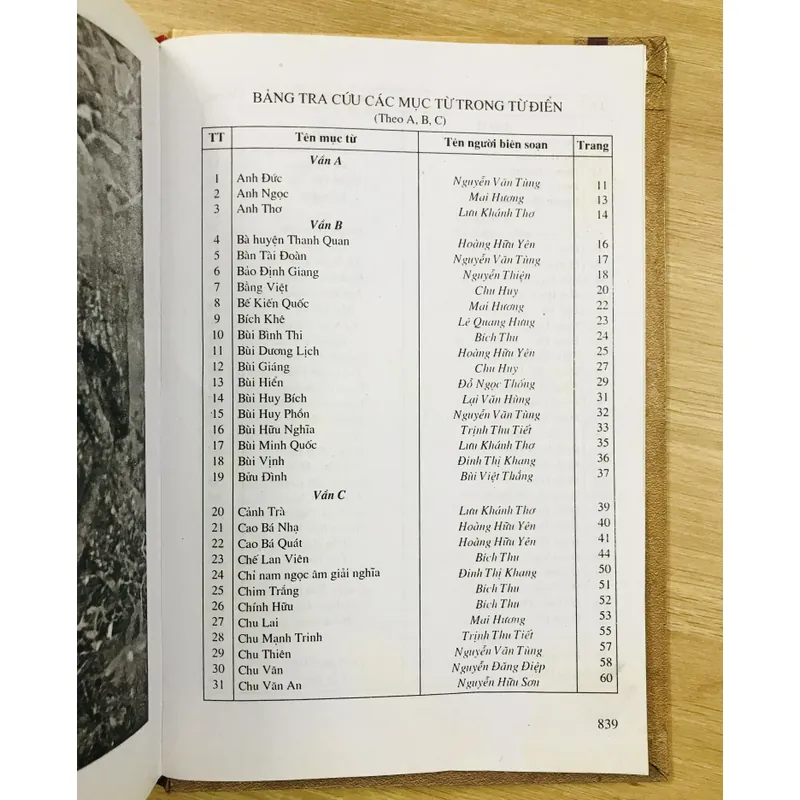 BẢNG TRA CỨU CÁC MỤC TỪ TRONG TỪ ĐIỂN
(Theo A, B, C)
TT Tên mục từ Tên người biên soạn Trang
Vần A
1 Anh Đức Nguyễn Văn Tùng 11
2 Anh Ngọc Mai Hương 13
3 Anh Thơ Lưu Khánh Thơ 14
Vần B
4 Bà huyện Thanh Quan Hoàng Hữu Yên 16
5 Bàn Tài Đoàn Nguyễn Văn Tùng 17
6 Bảo Định Giang Nguyễn Thiện 18
7 Bằng Việt Chu Huy 20
8 Bế Kiến Quốc Mai Hương 22
9 Bích Khê Lê Quang Hưng 23
10 Bùi Bình Thi Bích Thu 24
11 Bùi Dương Lịch Hoàng Hữu Yên 25
12 Bùi Giáng Chu Huy 27
13 Bùi Hiển Đỗ Ngọc Thống 29
14 Bùi Huy Bích Lại Văn Hùng 31
15 Bùi Huy Phồn Nguyễn Văn Tùng 32
16 Bùi Hữu Nghĩa Trịnh Thu Tiết 33
17 Bùi Minh Quốc Lưu Khánh Thơ 35
18 Bùi Vịnh Đinh Thị Khang 36
19 Bửu Đình Bùi Việt Thắng 37
Vần C
20 Cảnh Trà Lưu Khánh Thơ 39
21 Cao Bá Nhạ Hoàng Hữu Yên 40
22 Cao Bá Quát Hoàng Hữu Yên 41
23 Chế Lan Viên Bích Thu 44
24 Chỉ nam ngọc âm giải nghĩa Đinh Thị Khang 50
25 Chim Trắng Bích Thu 51
26 Chính Hữu Bích Thu 52
27 Chu Lai Mai Hương 53
28 Chu Mạnh Trinh Trịnh Thu Tiết 55
29 Chu Thiên Nguyễn Văn Tùng 57
30 Chu Văn Nguyễn Đăng Điệp 58
31 Chu Văn An Nguyễn Hữu Sơn 60
839